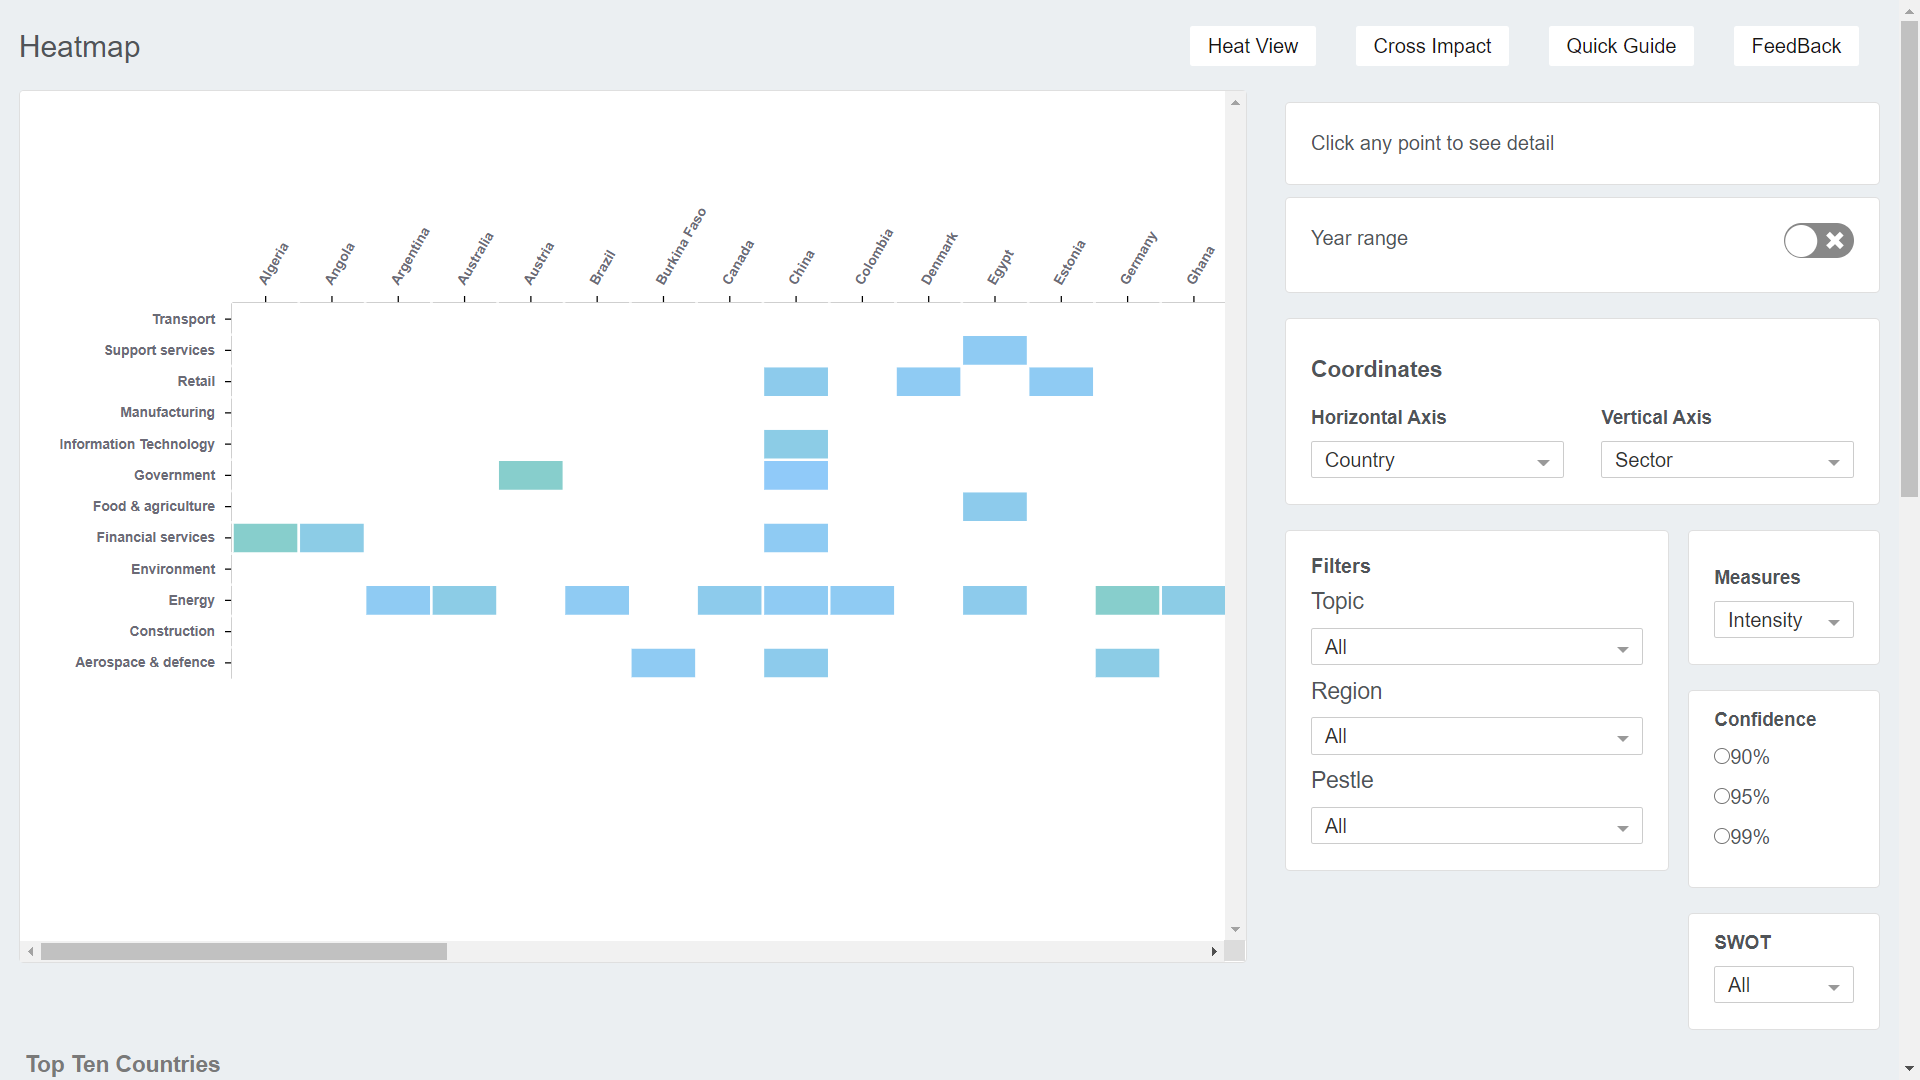 Heatmap
Heat View
Cross Impact
Quick Guide
FeedBack
Click any point to see detail
Year range
Algeria
Angola
Argentina
Australia
Austria
Brazil
Burkina Faso
Canada
China
Colombia
Denmark
Egypt
Estonia
Germany
Ghana
Transport
Support services
Retail
Manufacturing
Information Technology
Government
Food & agriculture
Financial services
Environment
Energy
Construction
Aerospace & defence
Coordinates
Horizontal Axis
Vertical Axis
Country
Sector
Filters
Topic
All
Region
All
Pestle
All
Measures
Intensity
Confidence
90%
95%
99%
SWOT
All
Top Ten Countries